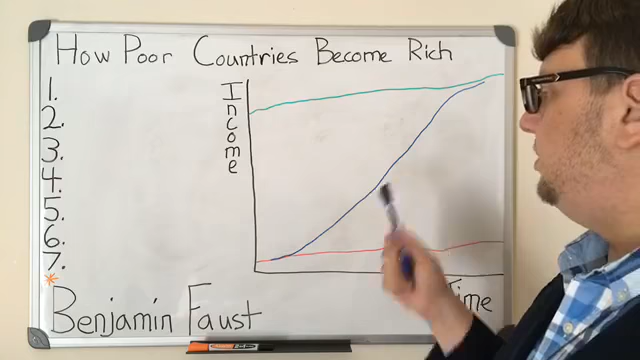 How Poor Countries Become Rich
1.
2.
3.
4.
5.
6.
7.
*
Income
Time
Benjamin Faust